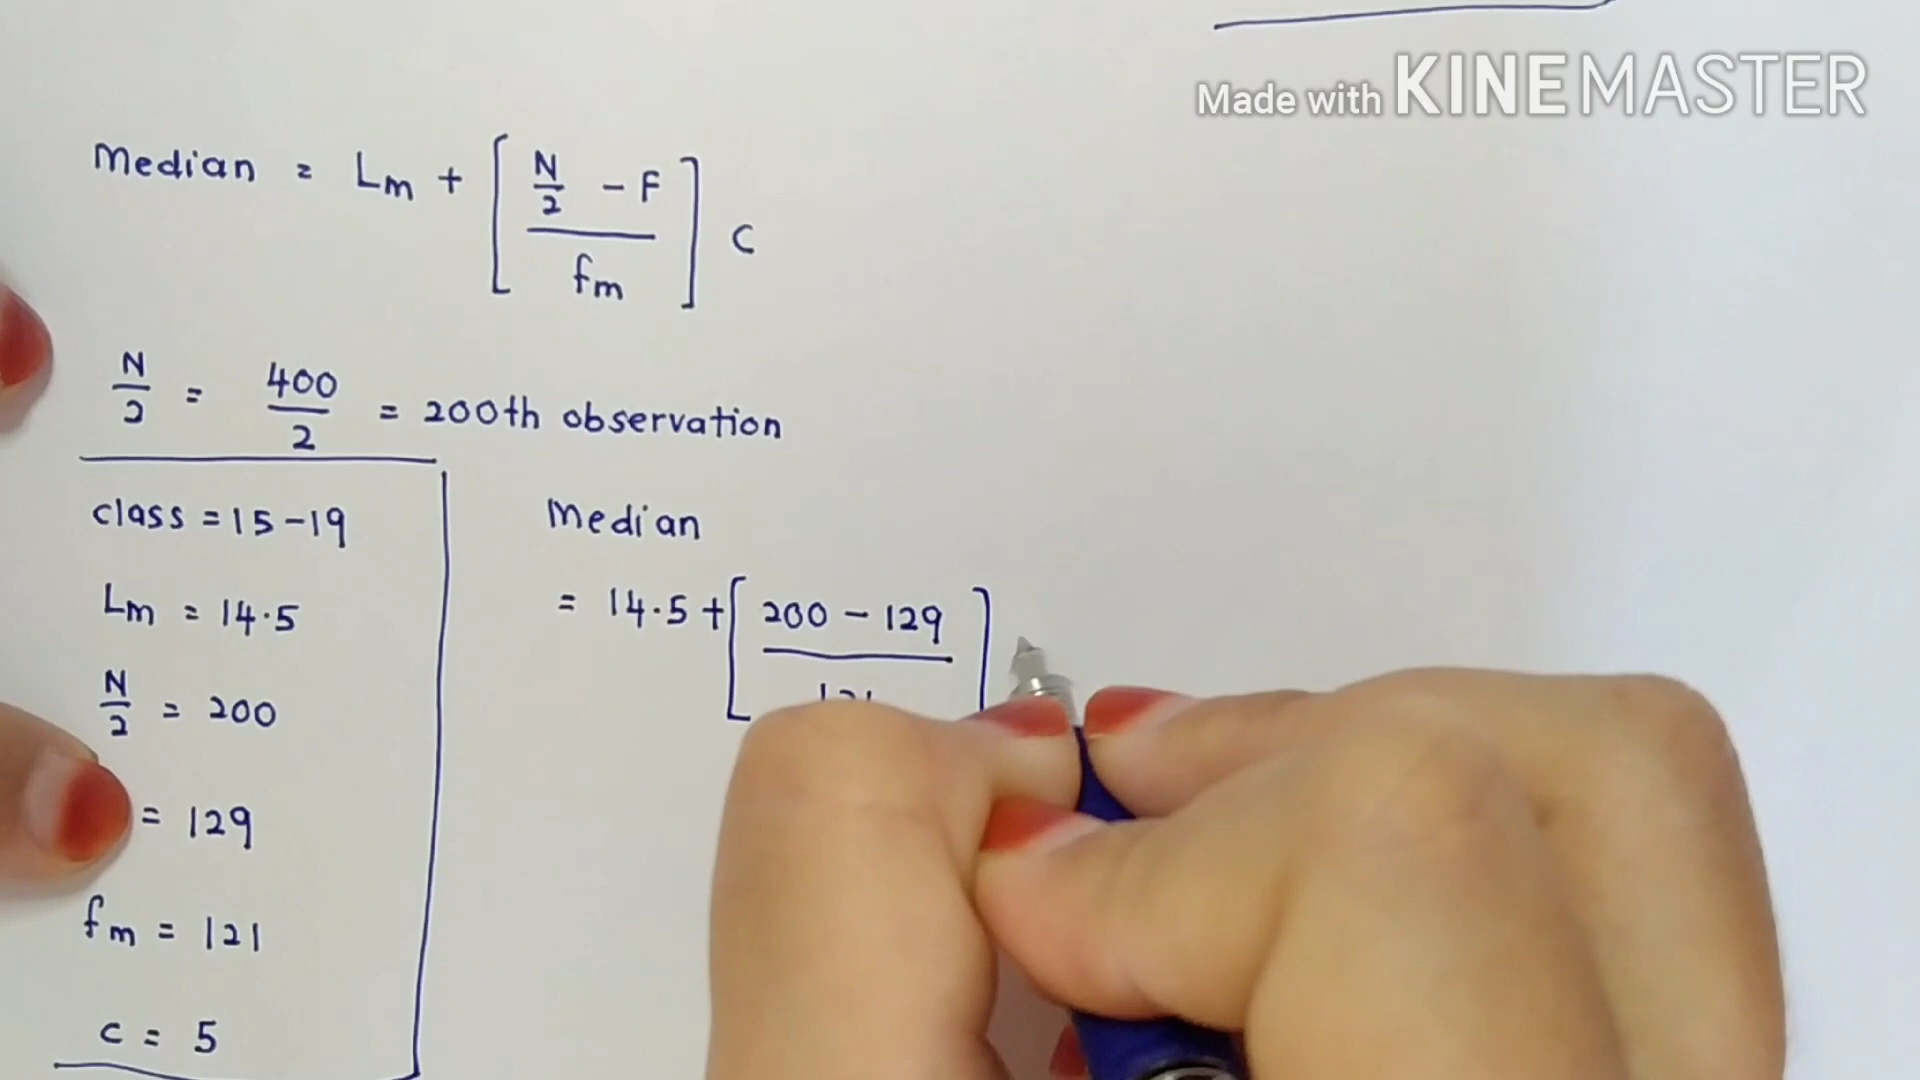 Made with KINEMASTER
Median = Lm + [ N/2 - F / fm ] c
N/2 = 400/2 = 200th observation
class = 15-19
Lm = 14.5
N/2 = 200
= 129
fm = 121
c = 5
Median
= 14.5 + [ 200 - 129 / 121 ]